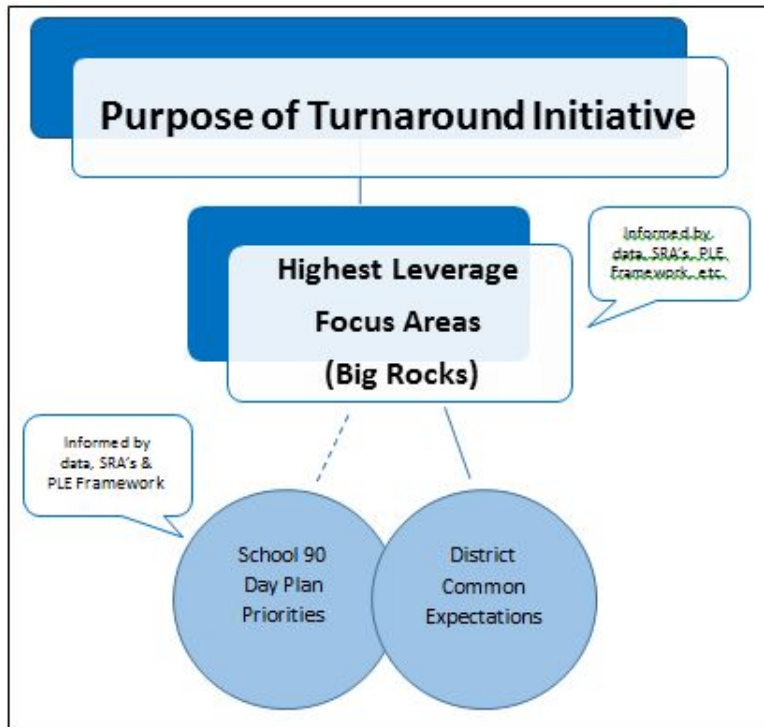 Purpose of Turnaround Initiative
Highest Leverage
Focus Areas
(Big Rocks)
Informed by
data, SRA's, PLE
Framework, etc
Informed by
data, SRA's &
PLE Framework
School 90
Day Plan
Priorities
District
Common
Expectations